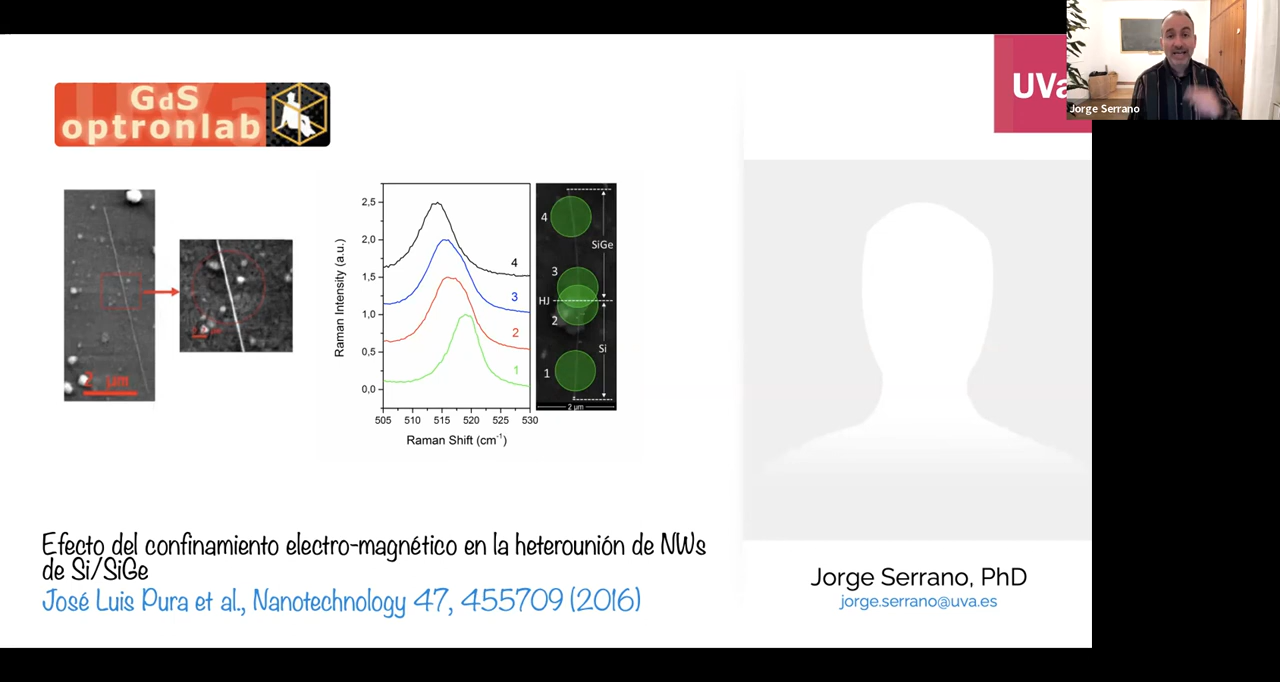 GdS
optronlab
UVa
Jorge Serrano
2 μm
Raman Intensity (a.u.)
2,5
2,0
1,5
1,0
0,5
0,0
4
3
2
1
505 510 515 520 525 530
Raman Shift (cm-1)
4
SiGe
3
HJ
2
Si
1
2 μm
Efecto del confinamiento electro-magnético en la heterounión de NWs
de Si/SiGe
José Luis Pura et al., Nanotechnology 47, 455709 (2016)
Jorge Serrano, PhD
jorge.serrano@uva.es